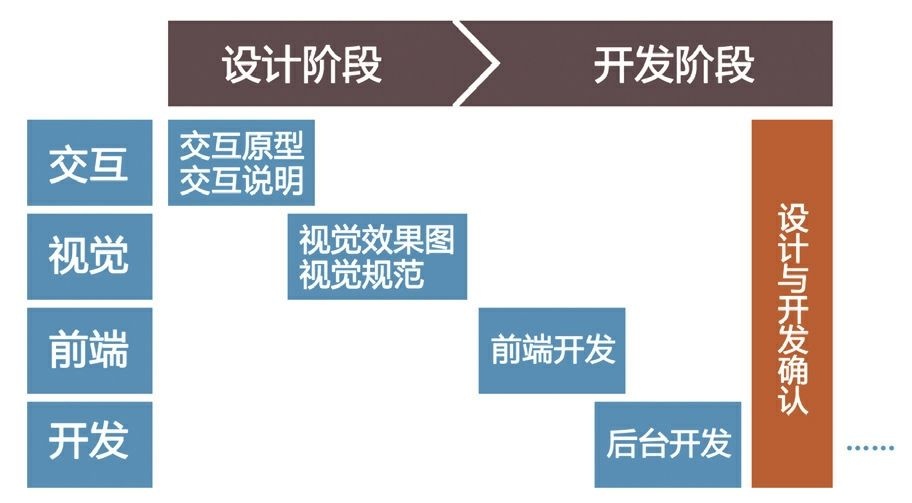 设计阶段
开发阶段
交互
交互原型
交互说明
视觉
视觉效果图
视觉规范
前端
前端开发
开发
后台开发
设计与开发确认
……